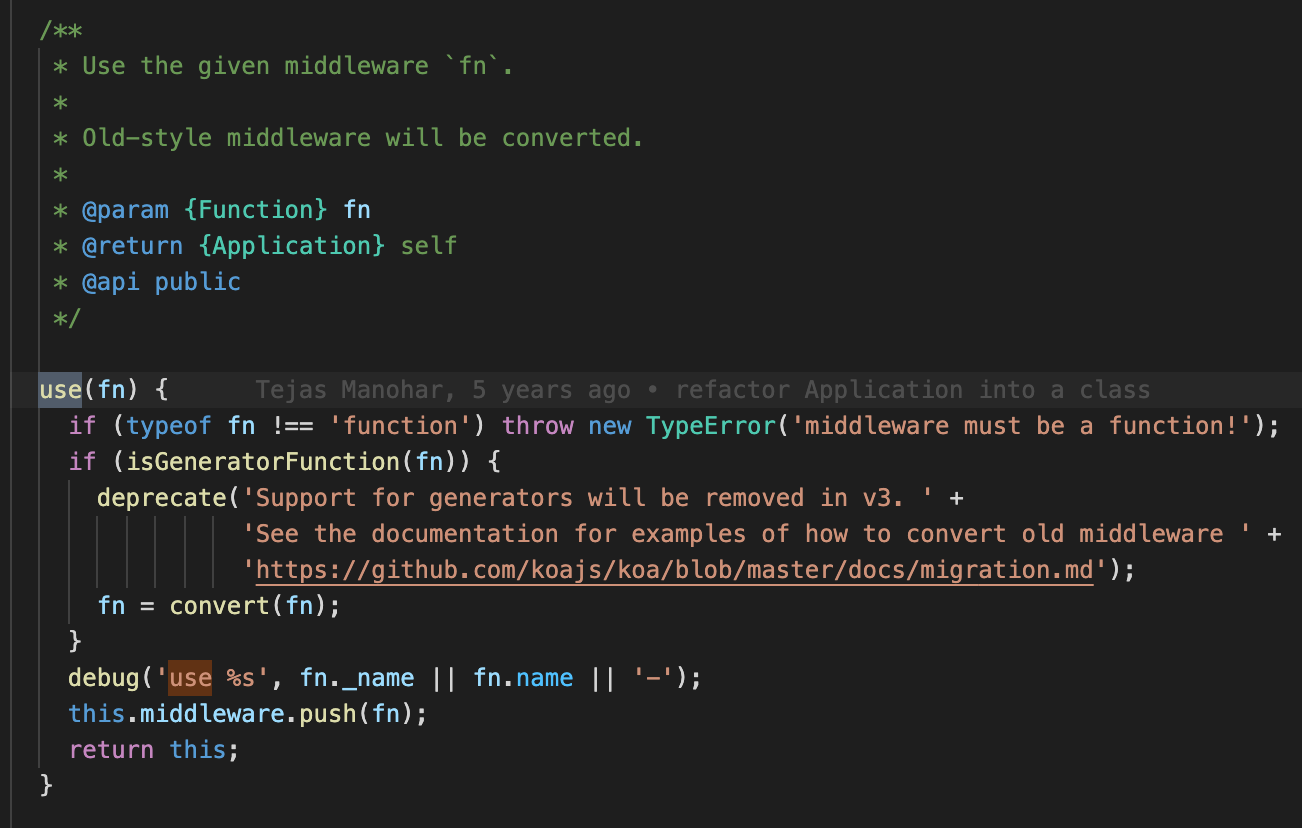 /**
 * Use the given middleware `fn`.
 *
 * Old-style middleware will be converted.
 *
 * @param {Function} fn
 * @return {Application} self
 * @api public
 */
use(fn) {      Tejas Manohar, 5 years ago • refactor Application into a class
  if (typeof fn !== 'function') throw new TypeError('middleware must be a function!');
  if (isGeneratorFunction(fn)) {
    deprecate('Support for generators will be removed in v3. ' +
              'See the documentation for examples of how to convert old middleware ' +
              'https://github.com/koajs/koa/blob/master/docs/migration.md');
    fn = convert(fn);
  }
  debug('use %s', fn._name || fn.name || '-');
  this.middleware.push(fn);
  return this;
}